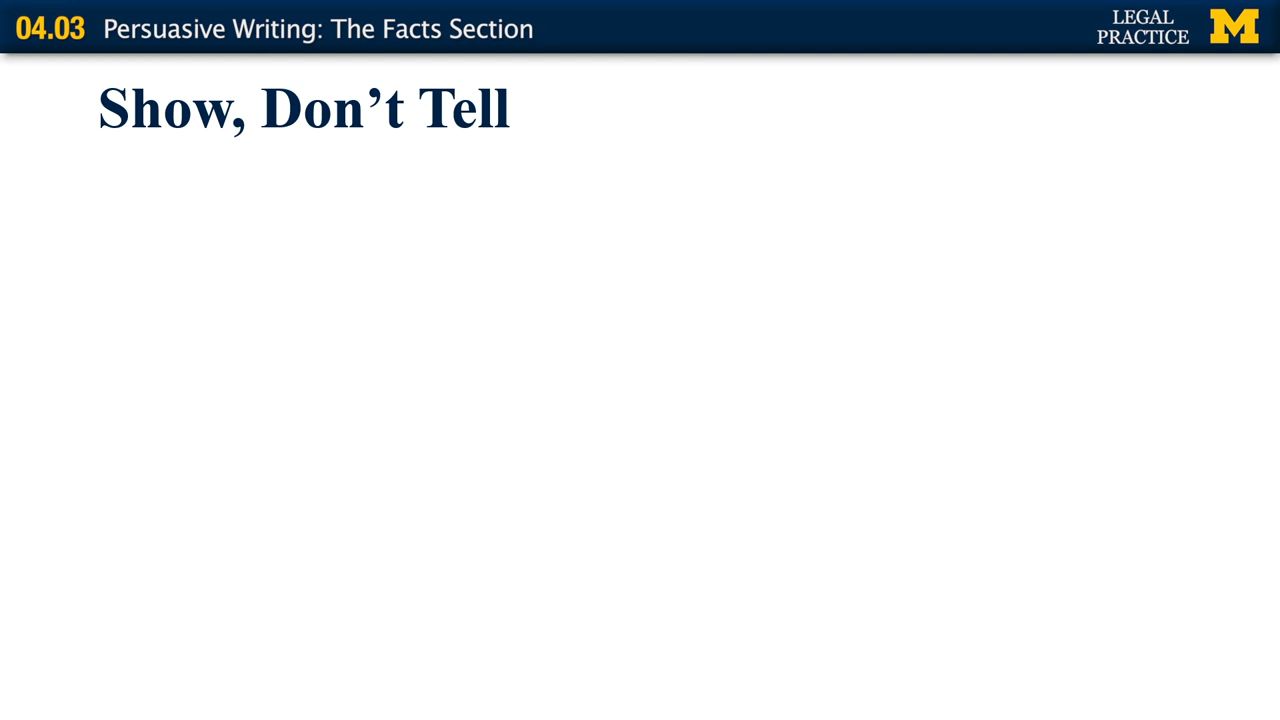 04.03 Persuasive Writing: The Facts Section
LEGAL
PRACTICE
M
Show, Don’t Tell